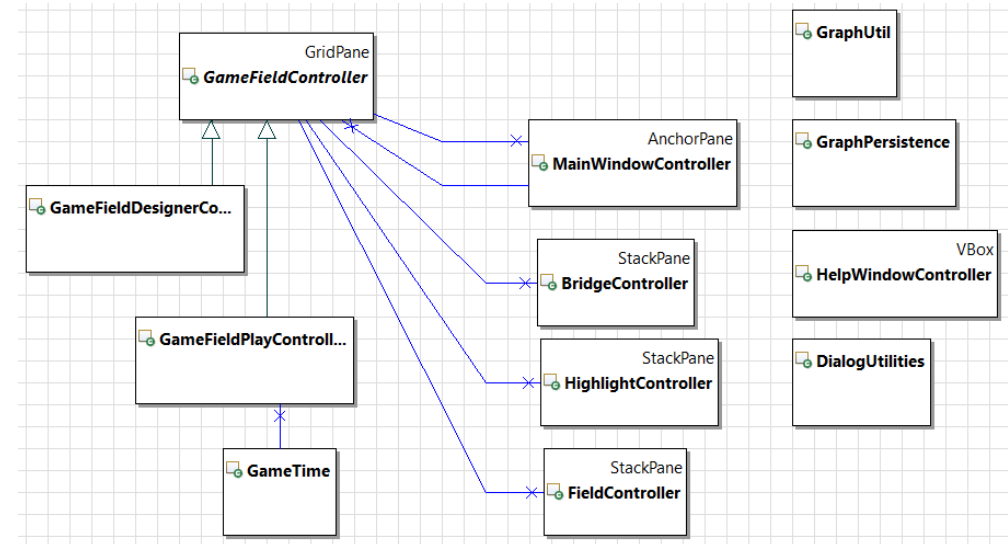 GridPane
GameFieldController
GameFieldDesignerCo...
GameFieldPlayControll...
GameTime
AnchorPane
MainWindowController
StackPane
BridgeController
StackPane
HighlightController
StackPane
FieldController
GraphUtil
GraphPersistence
VBox
HelpWindowController
DialogUtilities